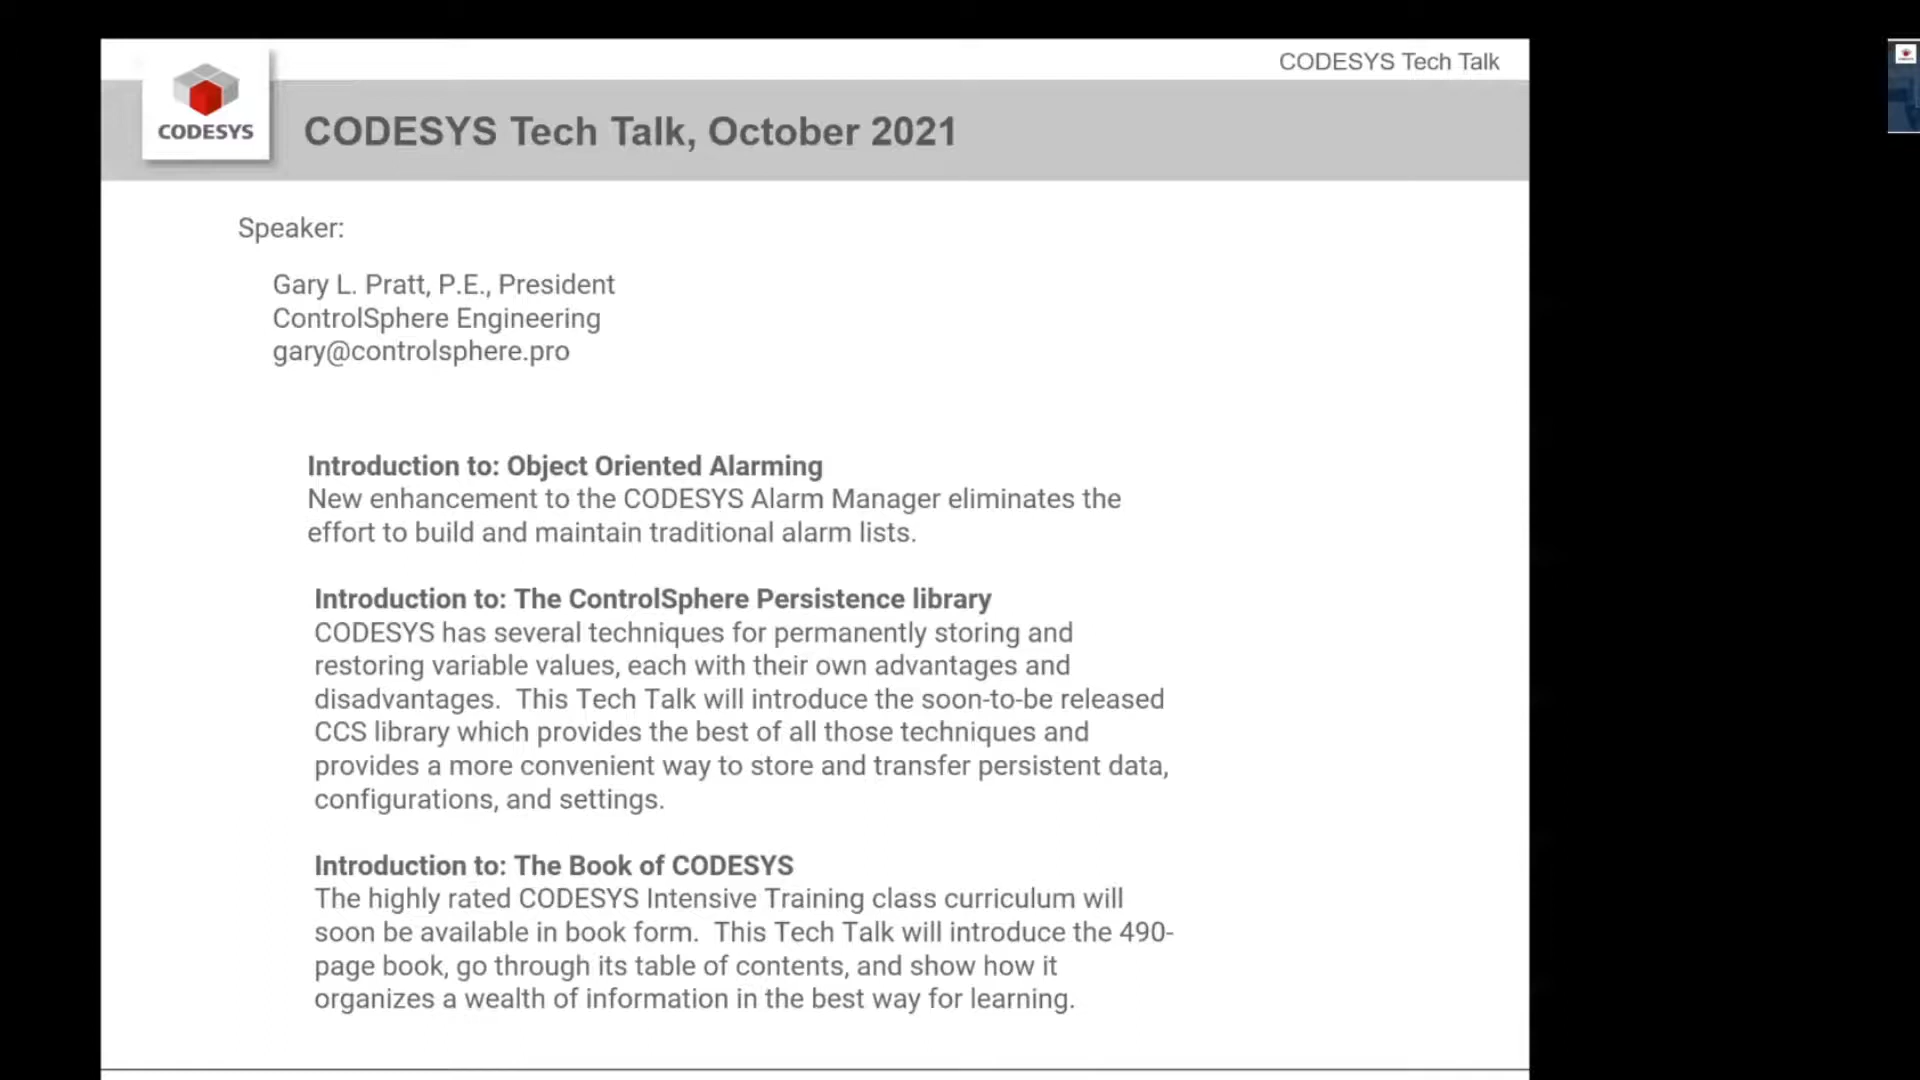 CODESYS Tech Talk
CODESYS
CODESYS Tech Talk, October 2021
Speaker:
Gary L. Pratt, P.E., President
ControlSphere Engineering
gary@controlsphere.pro
Introduction to: Object Oriented Alarming
New enhancement to the CODESYS Alarm Manager eliminates the
effort to build and maintain traditional alarm lists.
Introduction to: The ControlSphere Persistence library
CODESYS has several techniques for permanently storing and
restoring variable values, each with their own advantages and
disadvantages.  This Tech Talk will introduce the soon-to-be released
CCS library which provides the best of all those techniques and
provides a more convenient way to store and transfer persistent data,
configurations, and settings.
Introduction to: The Book of CODESYS
The highly rated CODESYS Intensive Training class curriculum will
soon be available in book form.  This Tech Talk will introduce the 490-
page book, go through its table of contents, and show how it
organizes a wealth of information in the best way for learning.